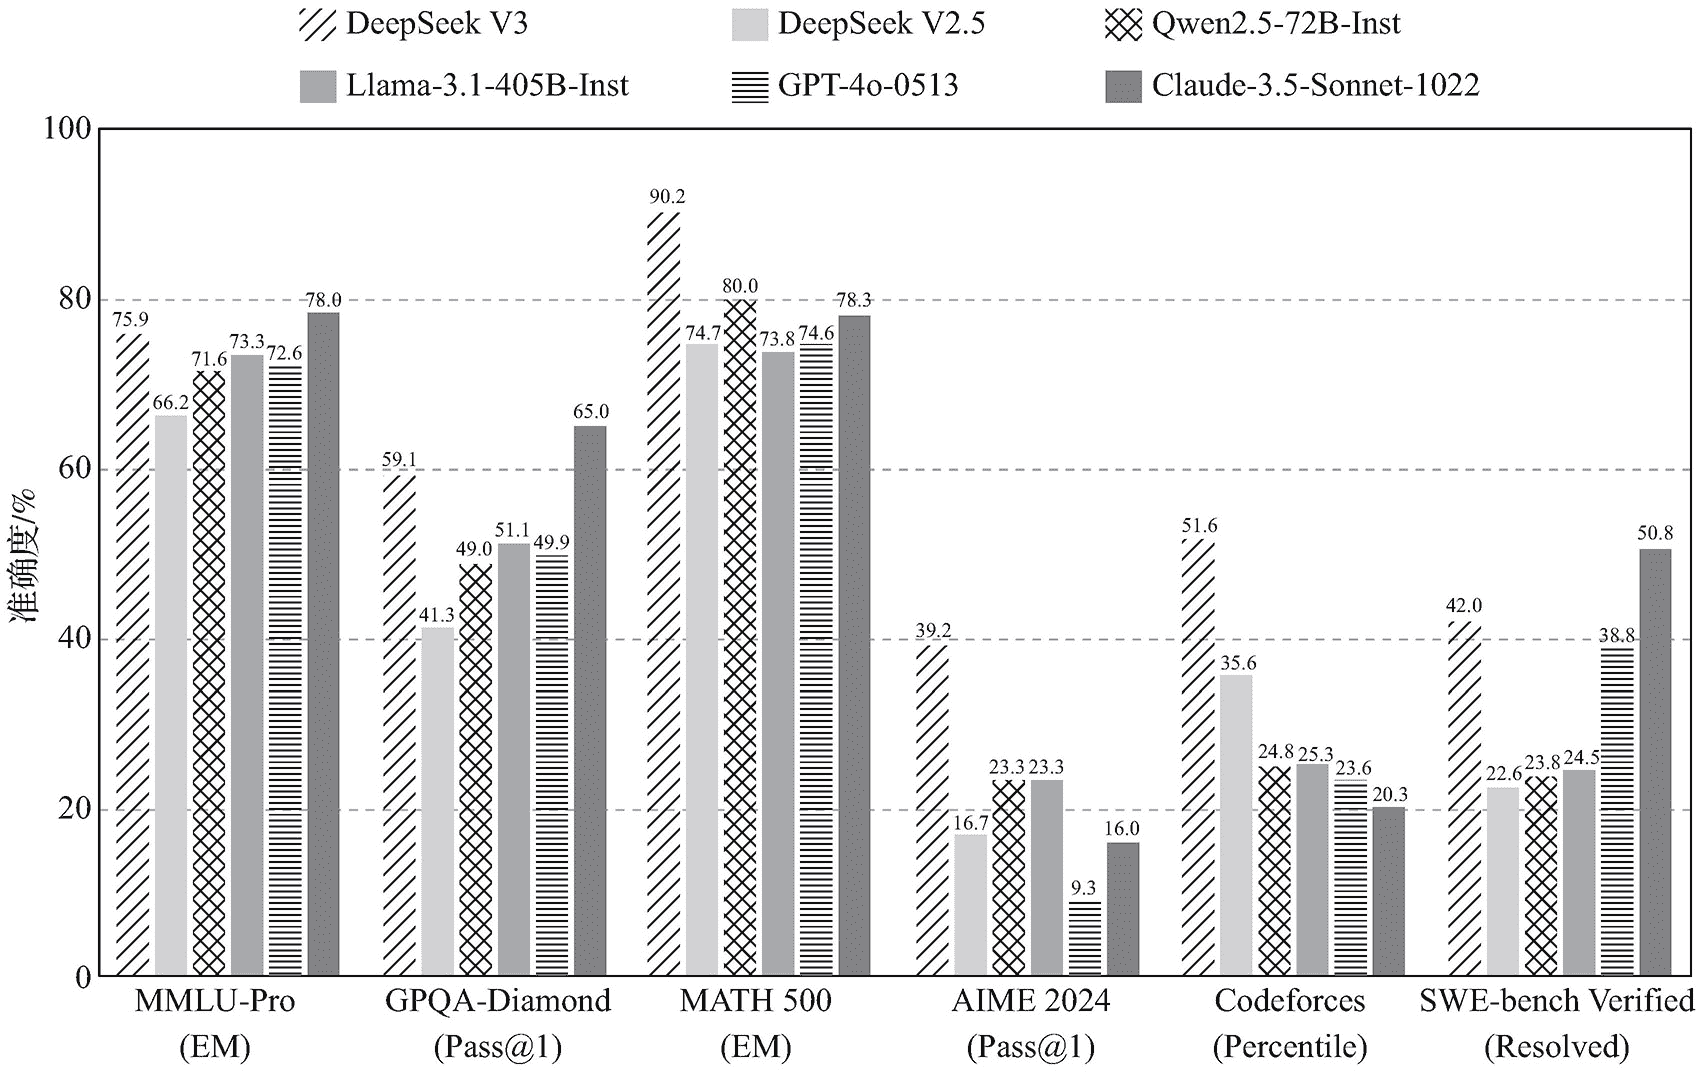 DeepSeek V3 DeepSeek V2.5 Qwen2.5-72B-Inst
Llama-3.1-405B-Inst GPT-4o-0513 Claude-3.5-Sonnet-1022
准确度/%
100
80
60
40
20
0
75.9 66.2 71.6 73.3 72.6 78.0
59.1 41.3 49.0 51.1 49.9 65.0
90.2 74.7 80.0 73.8 74.6 78.3
39.2 16.7 23.3 23.3 9.3 16.0
51.6 35.6 24.8 25.3 23.6 20.3
42.0 22.6 23.8 24.5 38.8 50.8
MMLU-Pro GPQA-Diamond MATH 500 AIME 2024 Codeforces SWE-bench Verified
(EM) (Pass@1) (EM) (Pass@1) (Percentile) (Resolved)